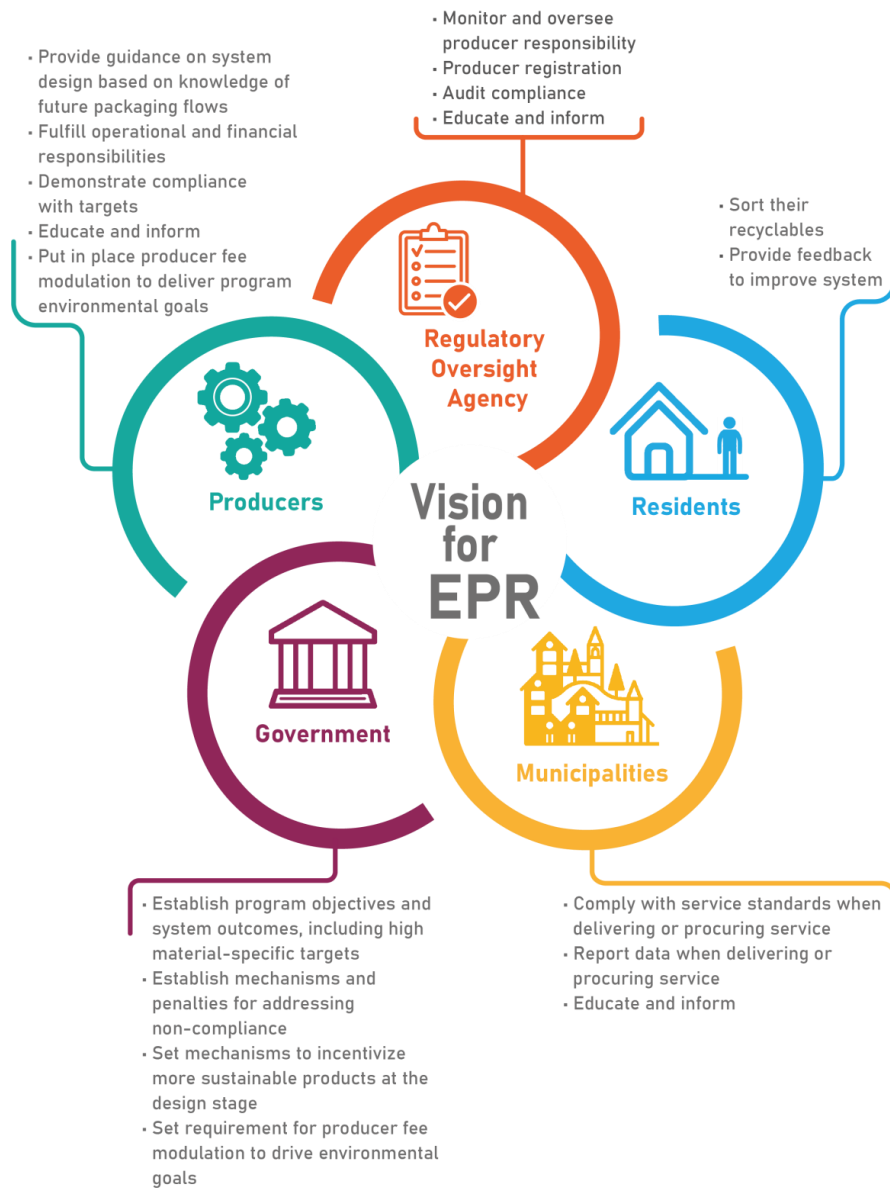 • Monitor and oversee
producer responsibility
• Producer registration
• Audit compliance
• Educate and inform
• Provide guidance on system
design based on knowledge of
future packaging flows
• Fulfill operational and financial
responsibilities
• Demonstrate compliance
with targets
• Educate and inform
• Put in place producer fee
modulation to deliver program
environmental goals
• Sort their
recyclables
• Provide feedback
to improve system
Regulatory
Oversight
Agency
Producers
Residents
Vision
for
EPR
Government
Municipalities
• Establish program objectives and
system outcomes, including high
material-specific targets
• Establish mechanisms and
penalties for addressing
non-compliance
• Set mechanisms to incentivize
more sustainable products at the
design stage
• Set requirement for producer fee
modulation to drive environmental
goals
• Comply with service standards when
delivering or procuring service
• Report data when delivering or
procuring service
• Educate and inform